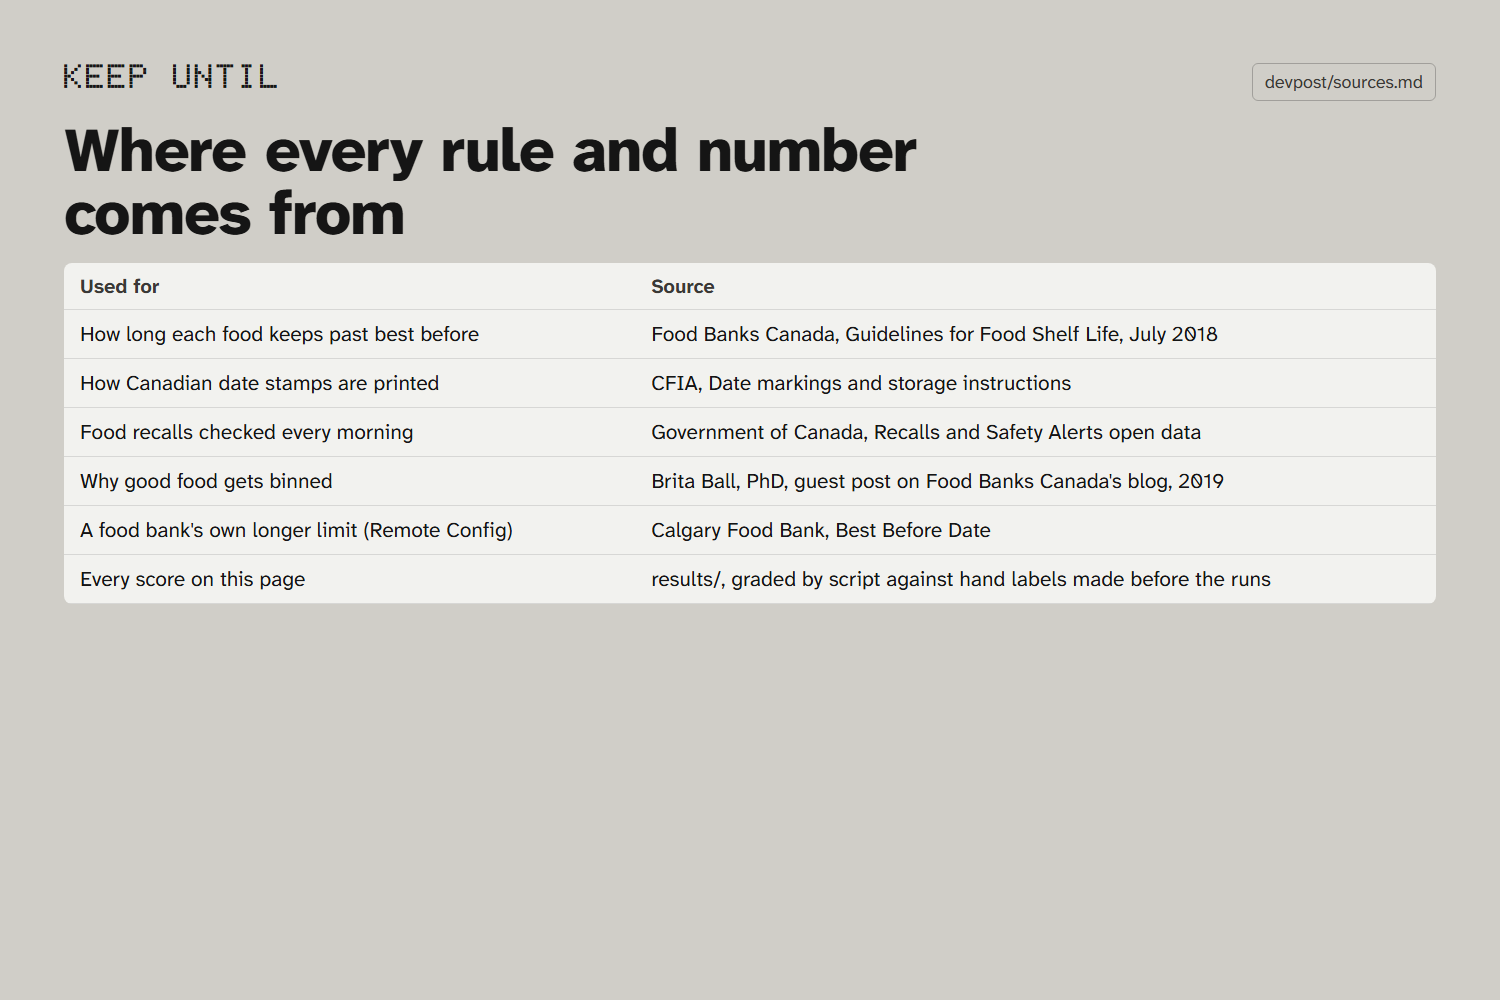 KEEP UNTIL
devpost/sources.md
Where every rule and number
comes from
Used for Source
How long each food keeps past best before Food Banks Canada, Guidelines for Food Shelf Life, July 2018
How Canadian date stamps are printed CFIA, Date markings and storage instructions
Food recalls checked every morning Government of Canada, Recalls and Safety Alerts open data
Why good food gets binned Brita Ball, PhD, guest post on Food Banks Canada's blog, 2019
A food bank's own longer limit (Remote Config) Calgary Food Bank, Best Before Date
Every score on this page results/, graded by script against hand labels made before the runs